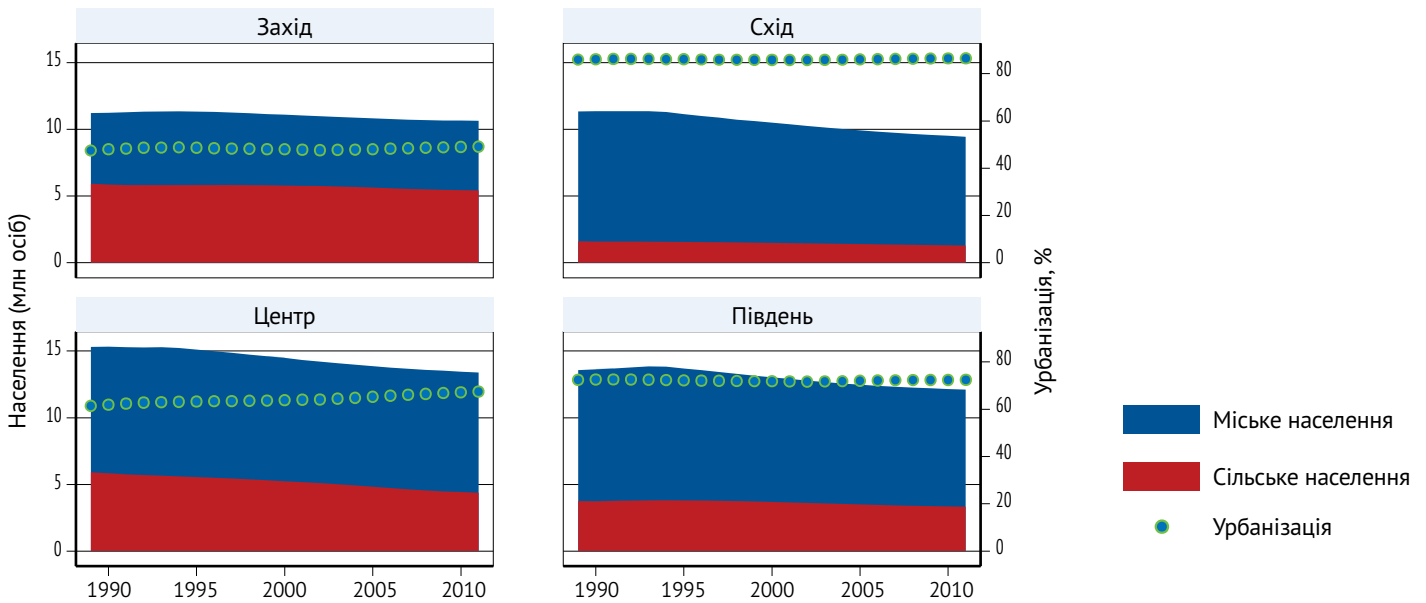 Захід
Схід
15
10
5
0
80
60
40
20
0
Центр
Південь
15
10
5
0
80
60
40
20
0
1990 1995 2000 2005 2010
1990 1995 2000 2005 2010
Населення (млн осіб)
Урбанізація, %
Міське населення
Сільське населення
Урбанізація